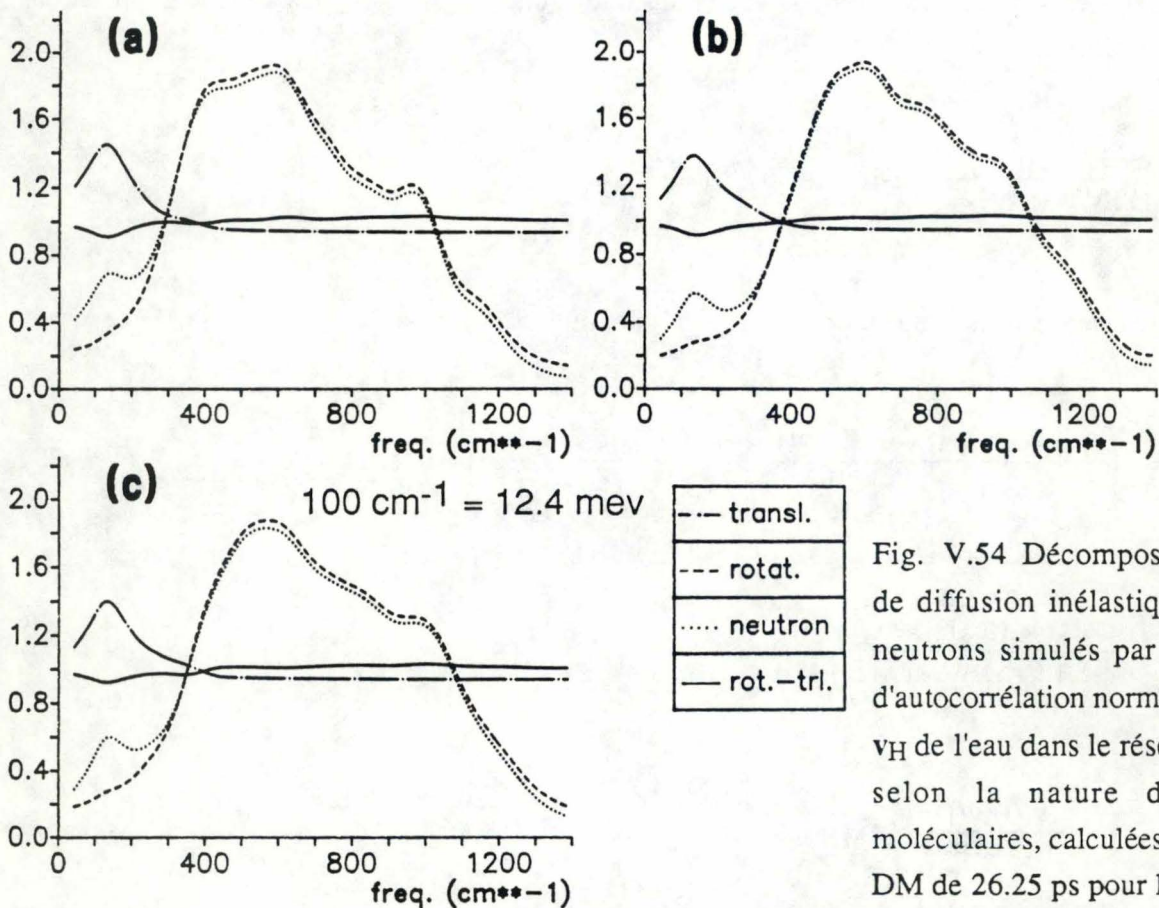 (a)
2.0
1.6
1.2
0.8
0.4
0.0
0 400 800 1200
freq. (cm**-1)
(b)
2.0
1.6
1.2
0.8
0.4
0.0
0 400 800 1200
freq. (cm**-1)
(c)
100 cm-1 = 12.4 mev
2.0
1.6
1.2
0.8
0.4
0.0
0 400 800 1200
freq. (cm**-1)
transl.
rotat.
neutron
rot.-trl.
Fig. V.54 Décompos
de diffusion inélastiq
neutrons simulés par
d'autocorrélation norm
vH de l'eau dans le rés
selon la nature d
moléculaires, calculées
DM de 26.25 ps pour l